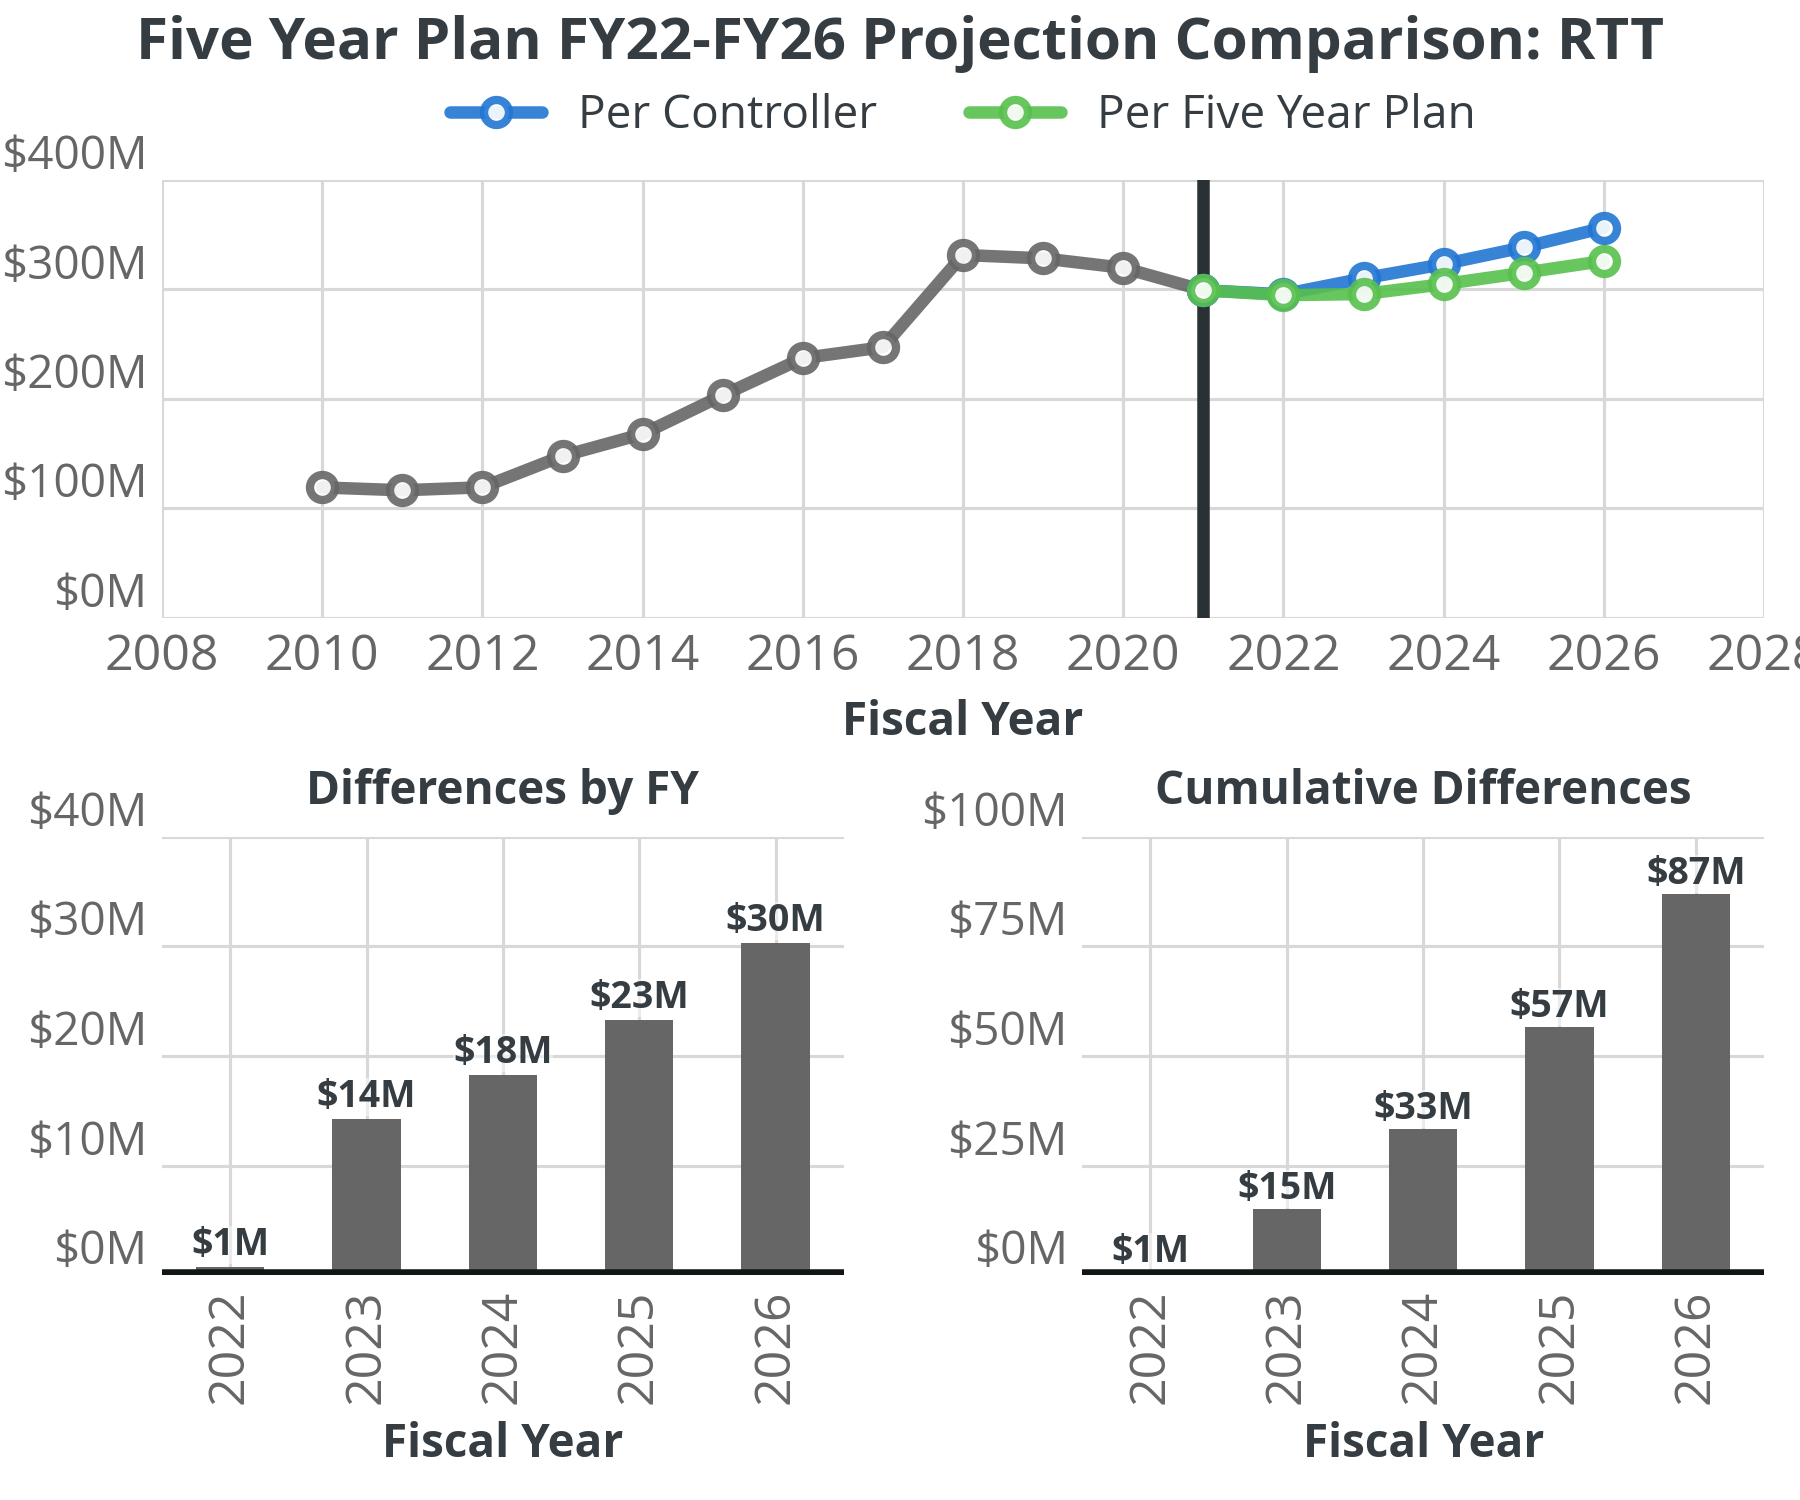 Five Year Plan FY22-FY26 Projection Comparison: RTT
Per Controller Per Five Year Plan
$400M
$300M
$200M
$100M
$0M
2008 2010 2012 2014 2016 2018 2020 2022 2024 2026 2028
Fiscal Year
Differences by FY
$40M
$30M
$20M
$10M
$0M
$1M
$14M
$18M
$23M
$30M
2022 2023 2024 2025 2026
Fiscal Year
Cumulative Differences
$100M
$75M
$50M
$25M
$0M
$1M
$15M
$33M
$57M
$87M
2022 2023 2024 2025 2026
Fiscal Year